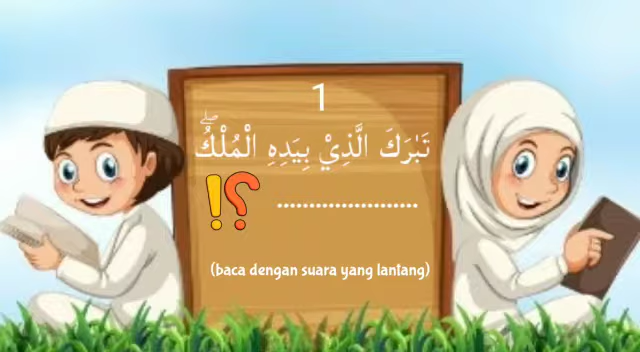 1
تَبٰرَكَ الَّذِيْ بِيَدِهِ الْمُلْكُۖ
!؟ ......................
(baca dengan suara yang lantang)